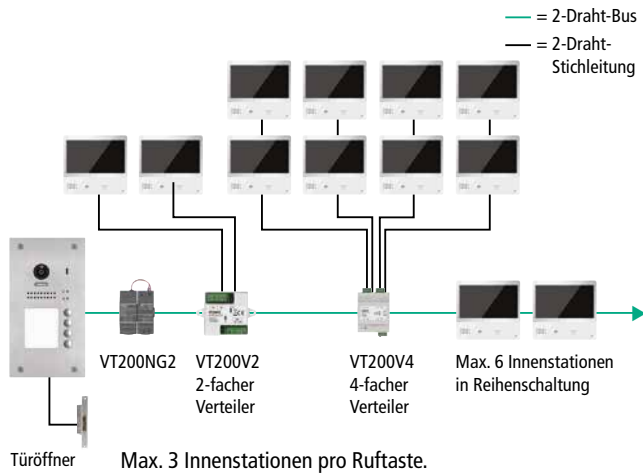 = 2-Draht-Bus
= 2-Draht-
Stichleitung
VT200NG2
VT200V2
2-facher
Verteiler
VT200V4
4-facher
Verteiler
Max. 6 Innenstationen
in Reihenschaltung
Türöffner
Max. 3 Innenstationen pro Ruftaste.